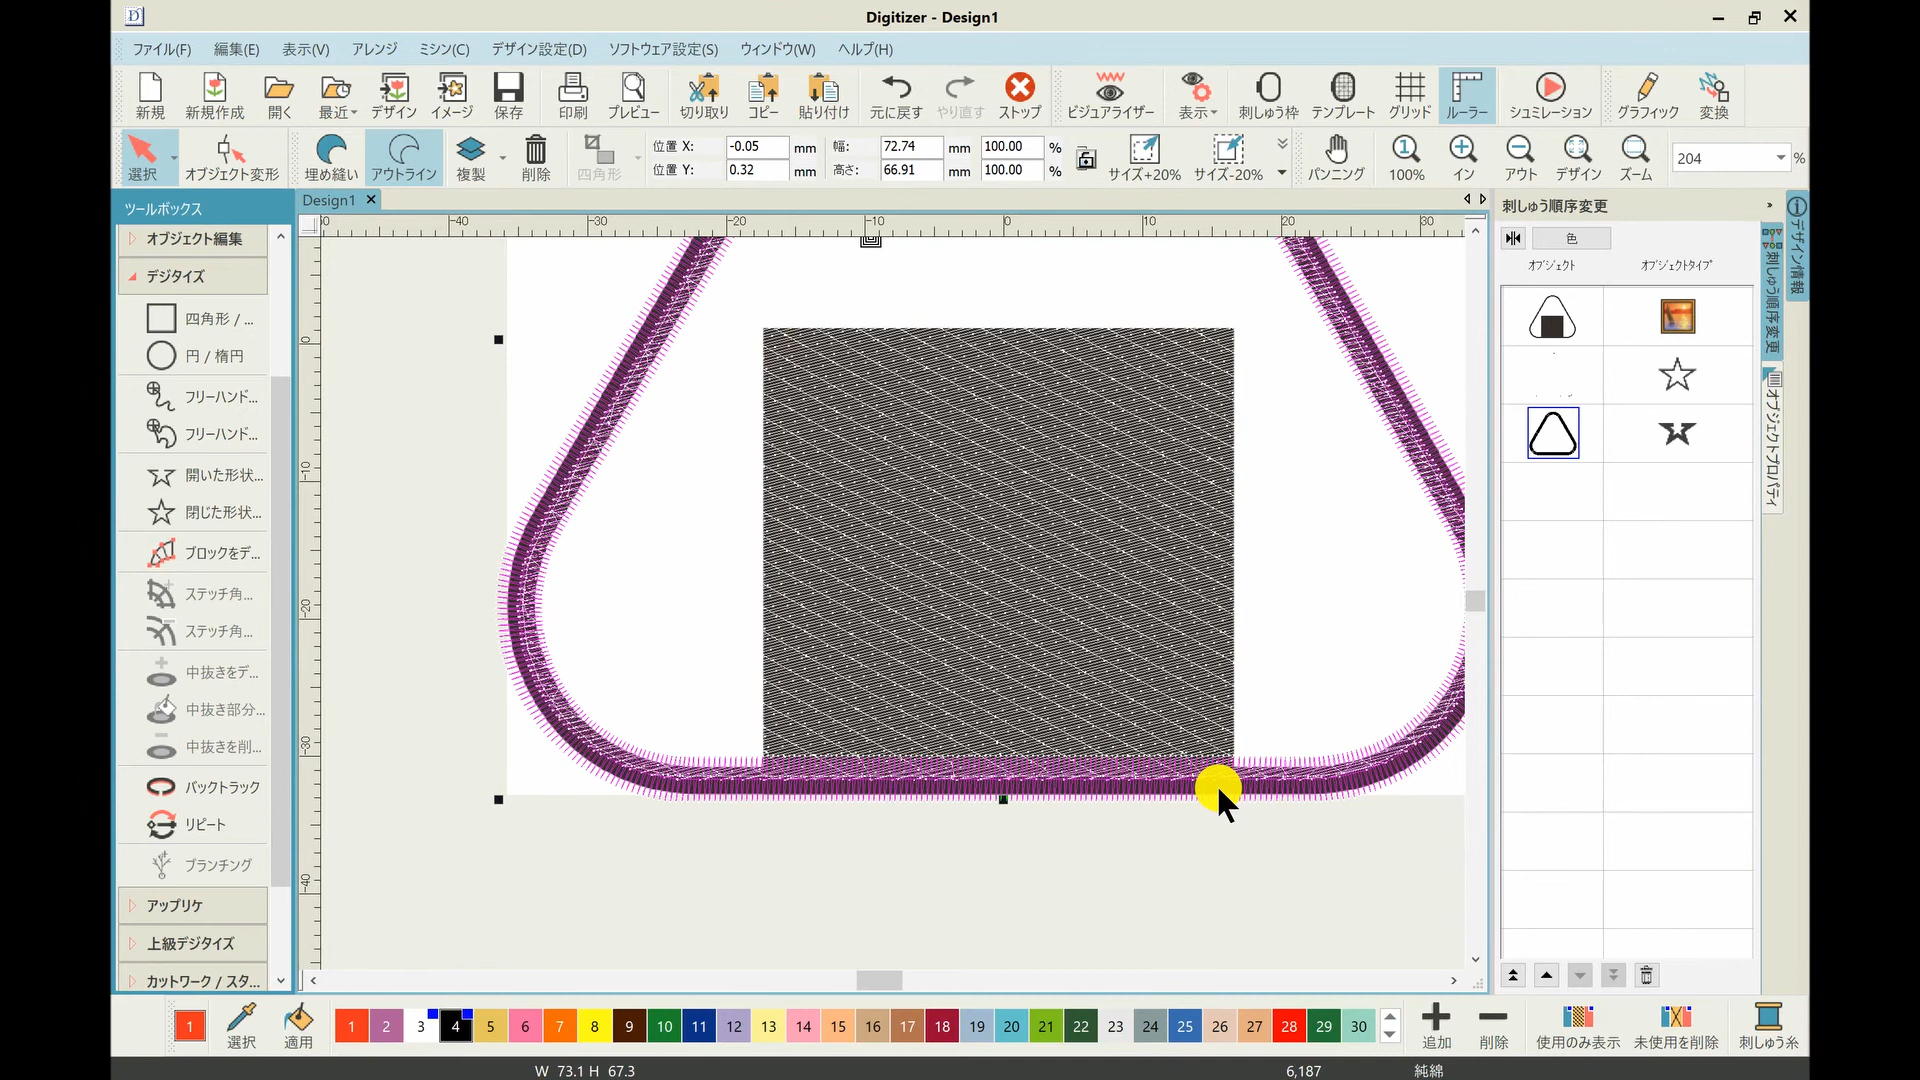 Digitizer - Design1
ファイル(F) 編集(E) 表示(V) アレンジ ミシン(C) デザイン設定(D) ソフトウェア設定(S) ウィンドウ(W) ヘルプ(H)
新規 新規作成 開く 最近 デザイン イメージ 保存 印刷 プレビュー 切り取り コピー 貼り付け 元に戻す やり直す ストップ ビジュアライザー 表示 刺しゅう枠 テンプレート グリッド ルーラー シュミレーション グラフィック 変換
位置 X: -0.05 mm 幅: 72.74 mm 100.00 %
位置 Y: 0.32 mm 高さ: 66.91 mm 100.00 %
選択 オブジェクト変形 埋め縫い アウトライン 複製 削除 四角形 サイズ+20% サイズ-20% パンニング 100% イン アウト デザイン ズーム 204 %
ツールボックス
Design1
オブジェクト編集
デジタイズ
四角形 / ...
円 / 楕円
フリーハンド...
フリーハンド...
開いた形状...
閉じた形状...
ブロックをデ...
ステッチ角...
ステッチ角...
中抜きをデ...
中抜き部分...
中抜きを削...
バックトラック
リピート
ブランチング
アップリケ
上級デジタイズ
カットワーク / スタ...
-40 -30 -20 -10 0 10 20 30
0
-10
-20
-30
-40
刺しゅう順序変更
色
オブジェクト オブジェクトタイプ
デザイン情報
刺しゅう順序変更
オブジェクトプロパティ
1 選択 適用 1 2 3 4 5 6 7 8 9 10 11 12 13 14 15 16 17 18 19 20 21 22 23 24 25 26 27 28 29 30 追加 削除 使用のみ表示 未使用を削除 刺しゅう糸
W 73.1 H 67.3 6,187 純綿